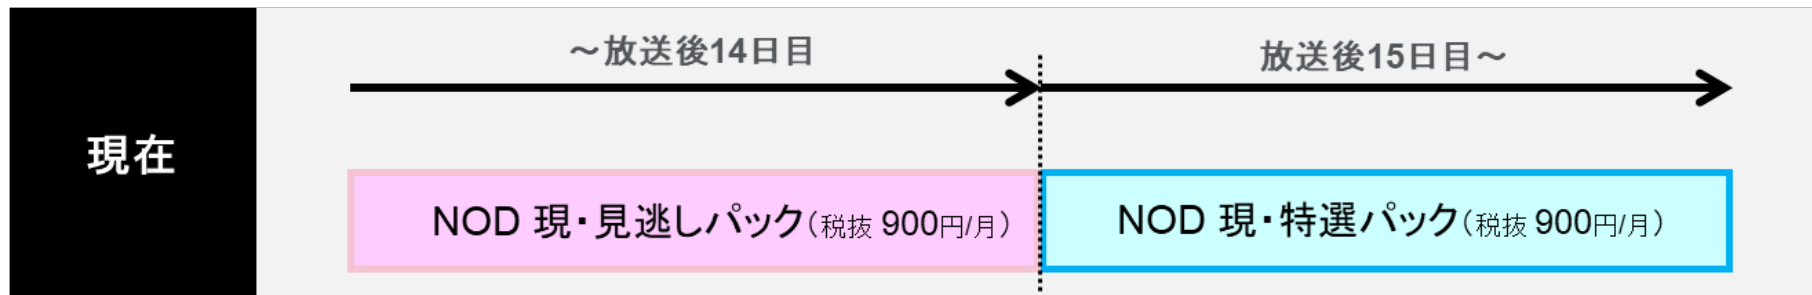 現在
～放送後14日目
放送後15日目～
NOD 現・見逃しパック（税抜 900円/月）
NOD 現・特選パック（税抜 900円/月）